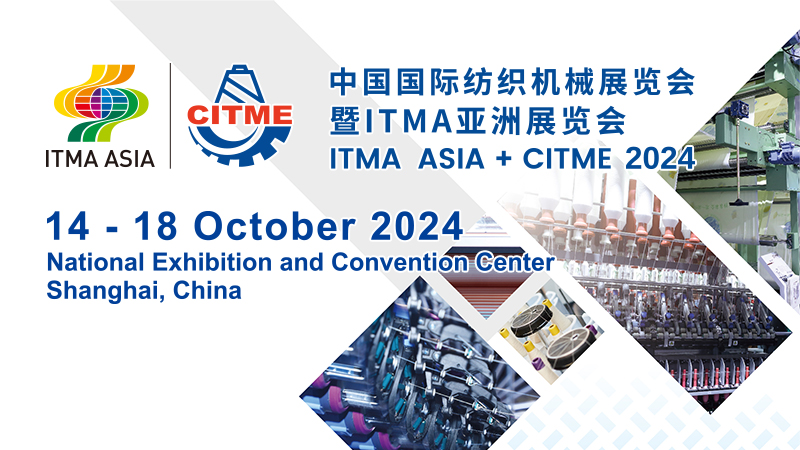 ITMA ASIA
CITME
中国国际纺织机械展览会
暨ITMA亚洲展览会
ITMA ASIA + CITME 2024
14 - 18 October 2024
National Exhibition and Convention Center
Shanghai, China